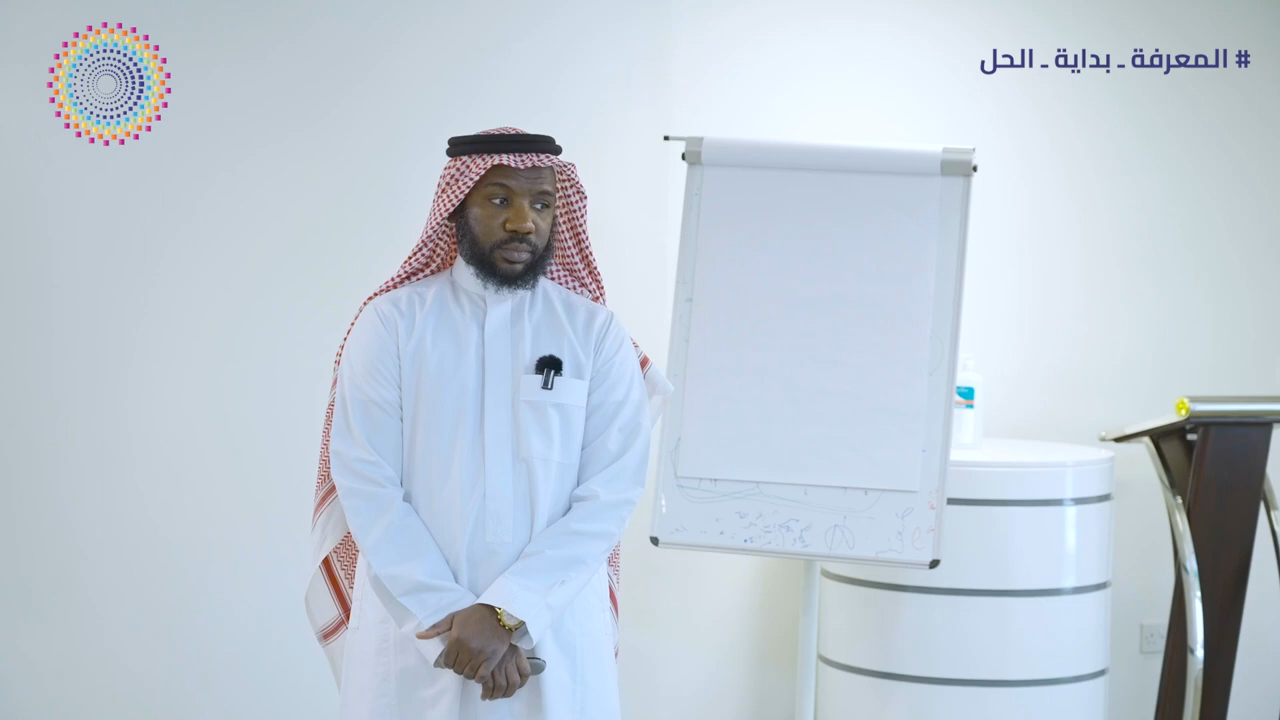 # المعرفة ـ بداية ـ الحل